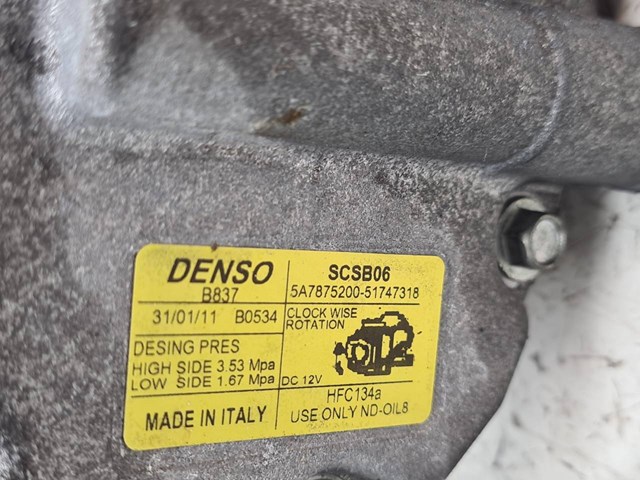 DENSO
B837
31/01/11 B0534
DESING PRES
HIGH SIDE 3.53 Mpa
LOW SIDE 1.67 Mpa
MADE IN ITALY
SCSB06
5A7875200-51747318
CLOCK WISE
ROTATION
DC 12V
HFC134a
USE ONLY ND-OIL8